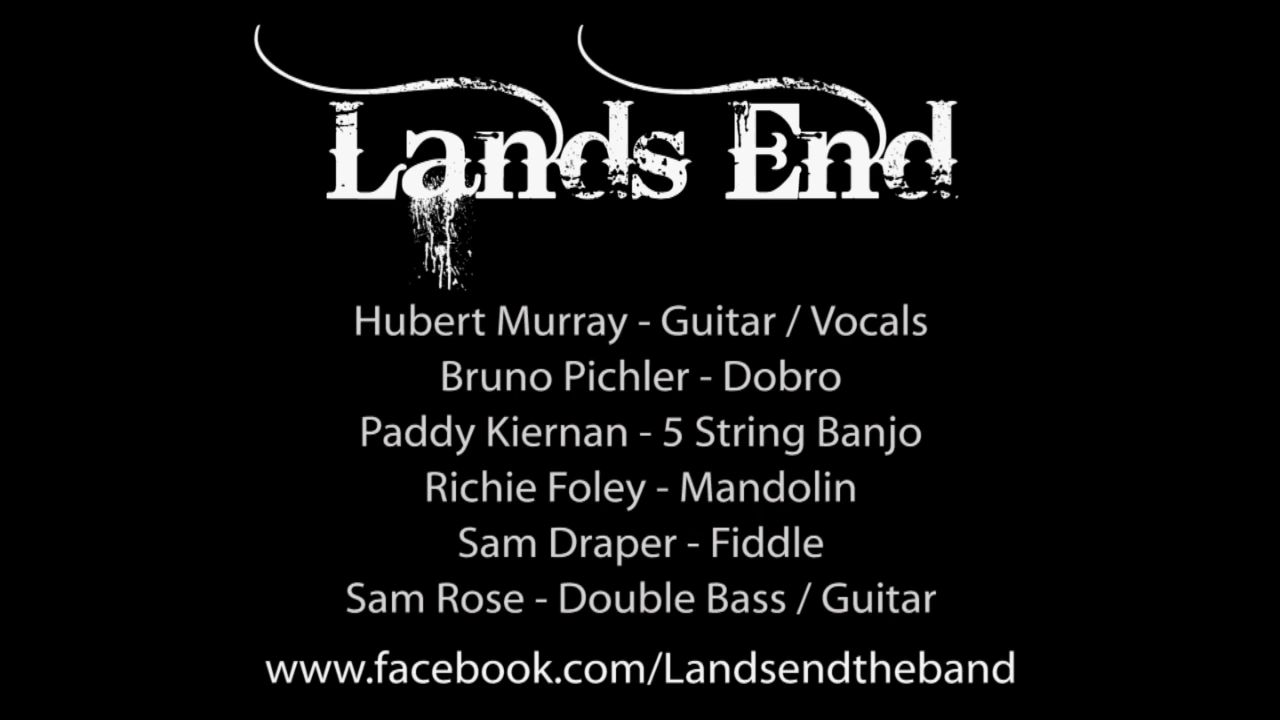 Lands End
Hubert Murray - Guitar / Vocals
Bruno Pichler - Dobro
Paddy Kiernan - 5 String Banjo
Richie Foley - Mandolin
Sam Draper - Fiddle
Sam Rose - Double Bass / Guitar
www.facebook.com/Landsendtheband